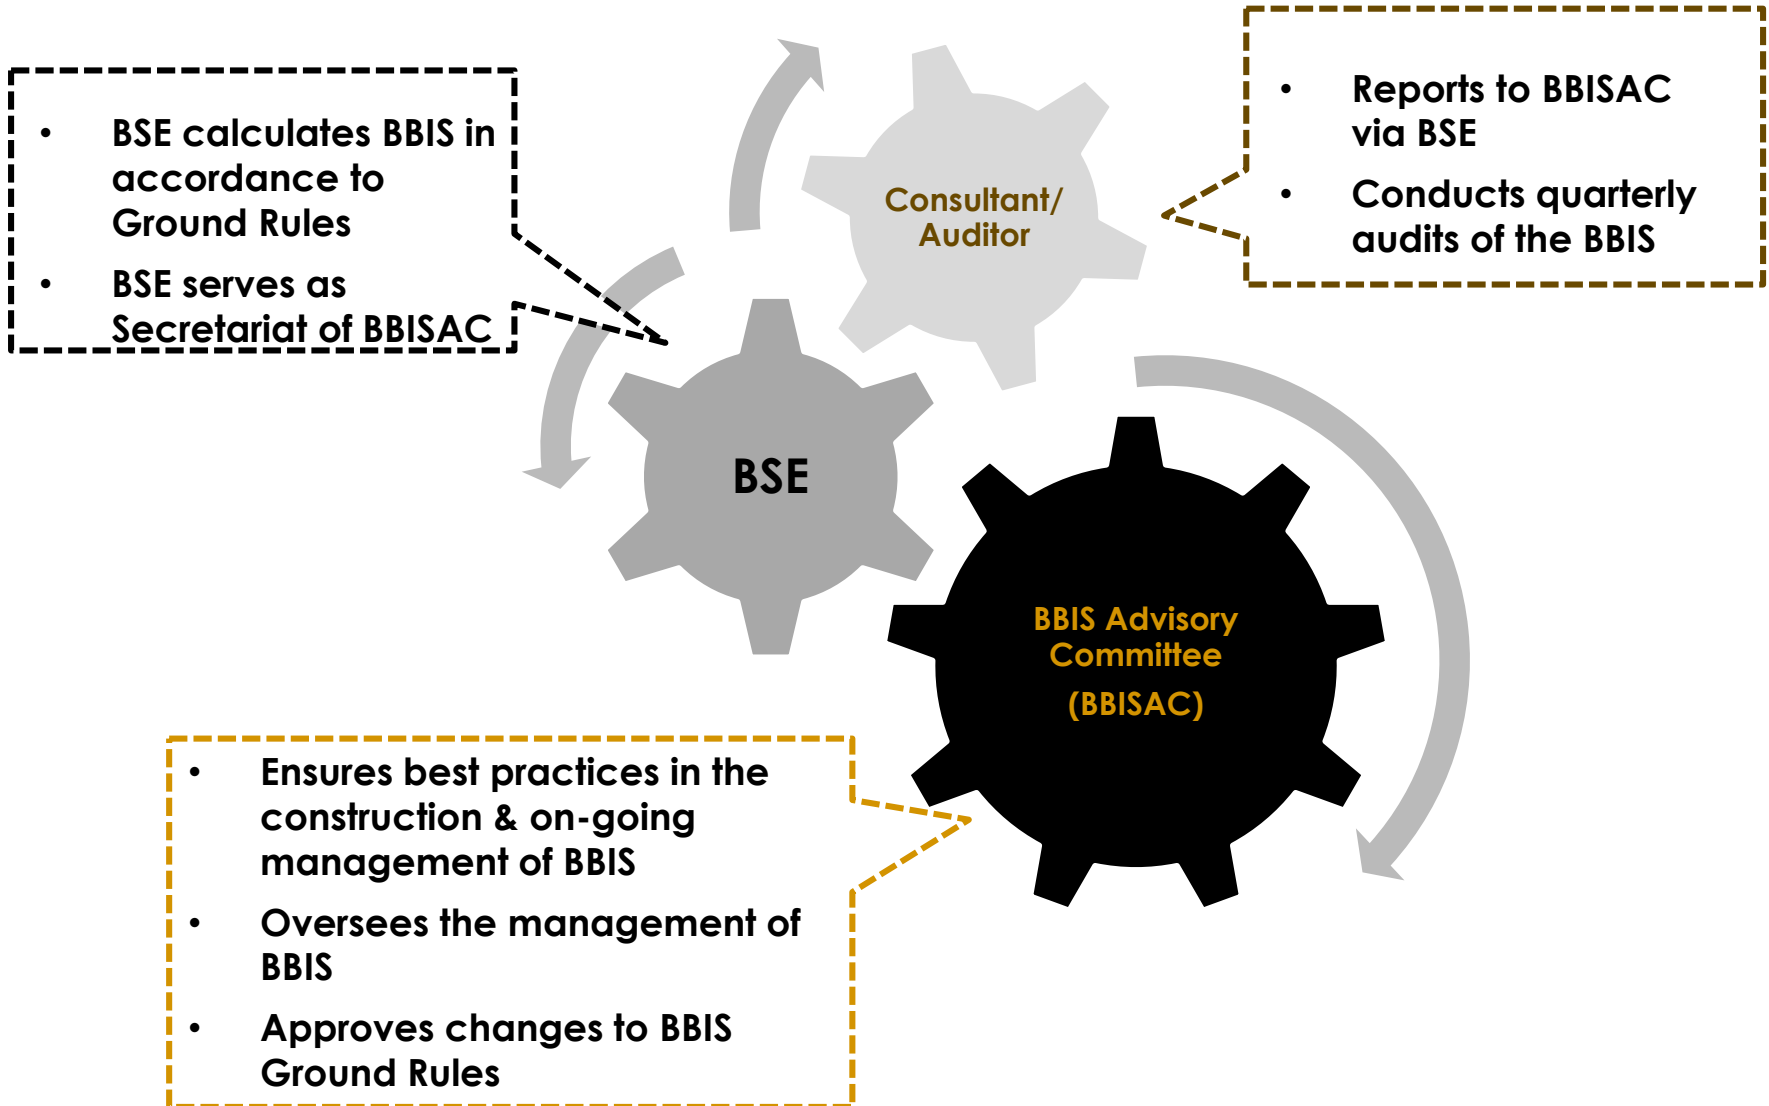 • BSE calculates BBIS in
accordance to
Ground Rules
• BSE serves as
Secretariat of BBISAC
Consultant/
Auditor
• Reports to BBISAC
via BSE
• Conducts quarterly
audits of the BBIS
BSE
BBIS Advisory
Committee
(BBISAC)
• Ensures best practices in the
construction & on-going
management of BBIS
• Oversees the management of
BBIS
• Approves changes to BBIS
Ground Rules